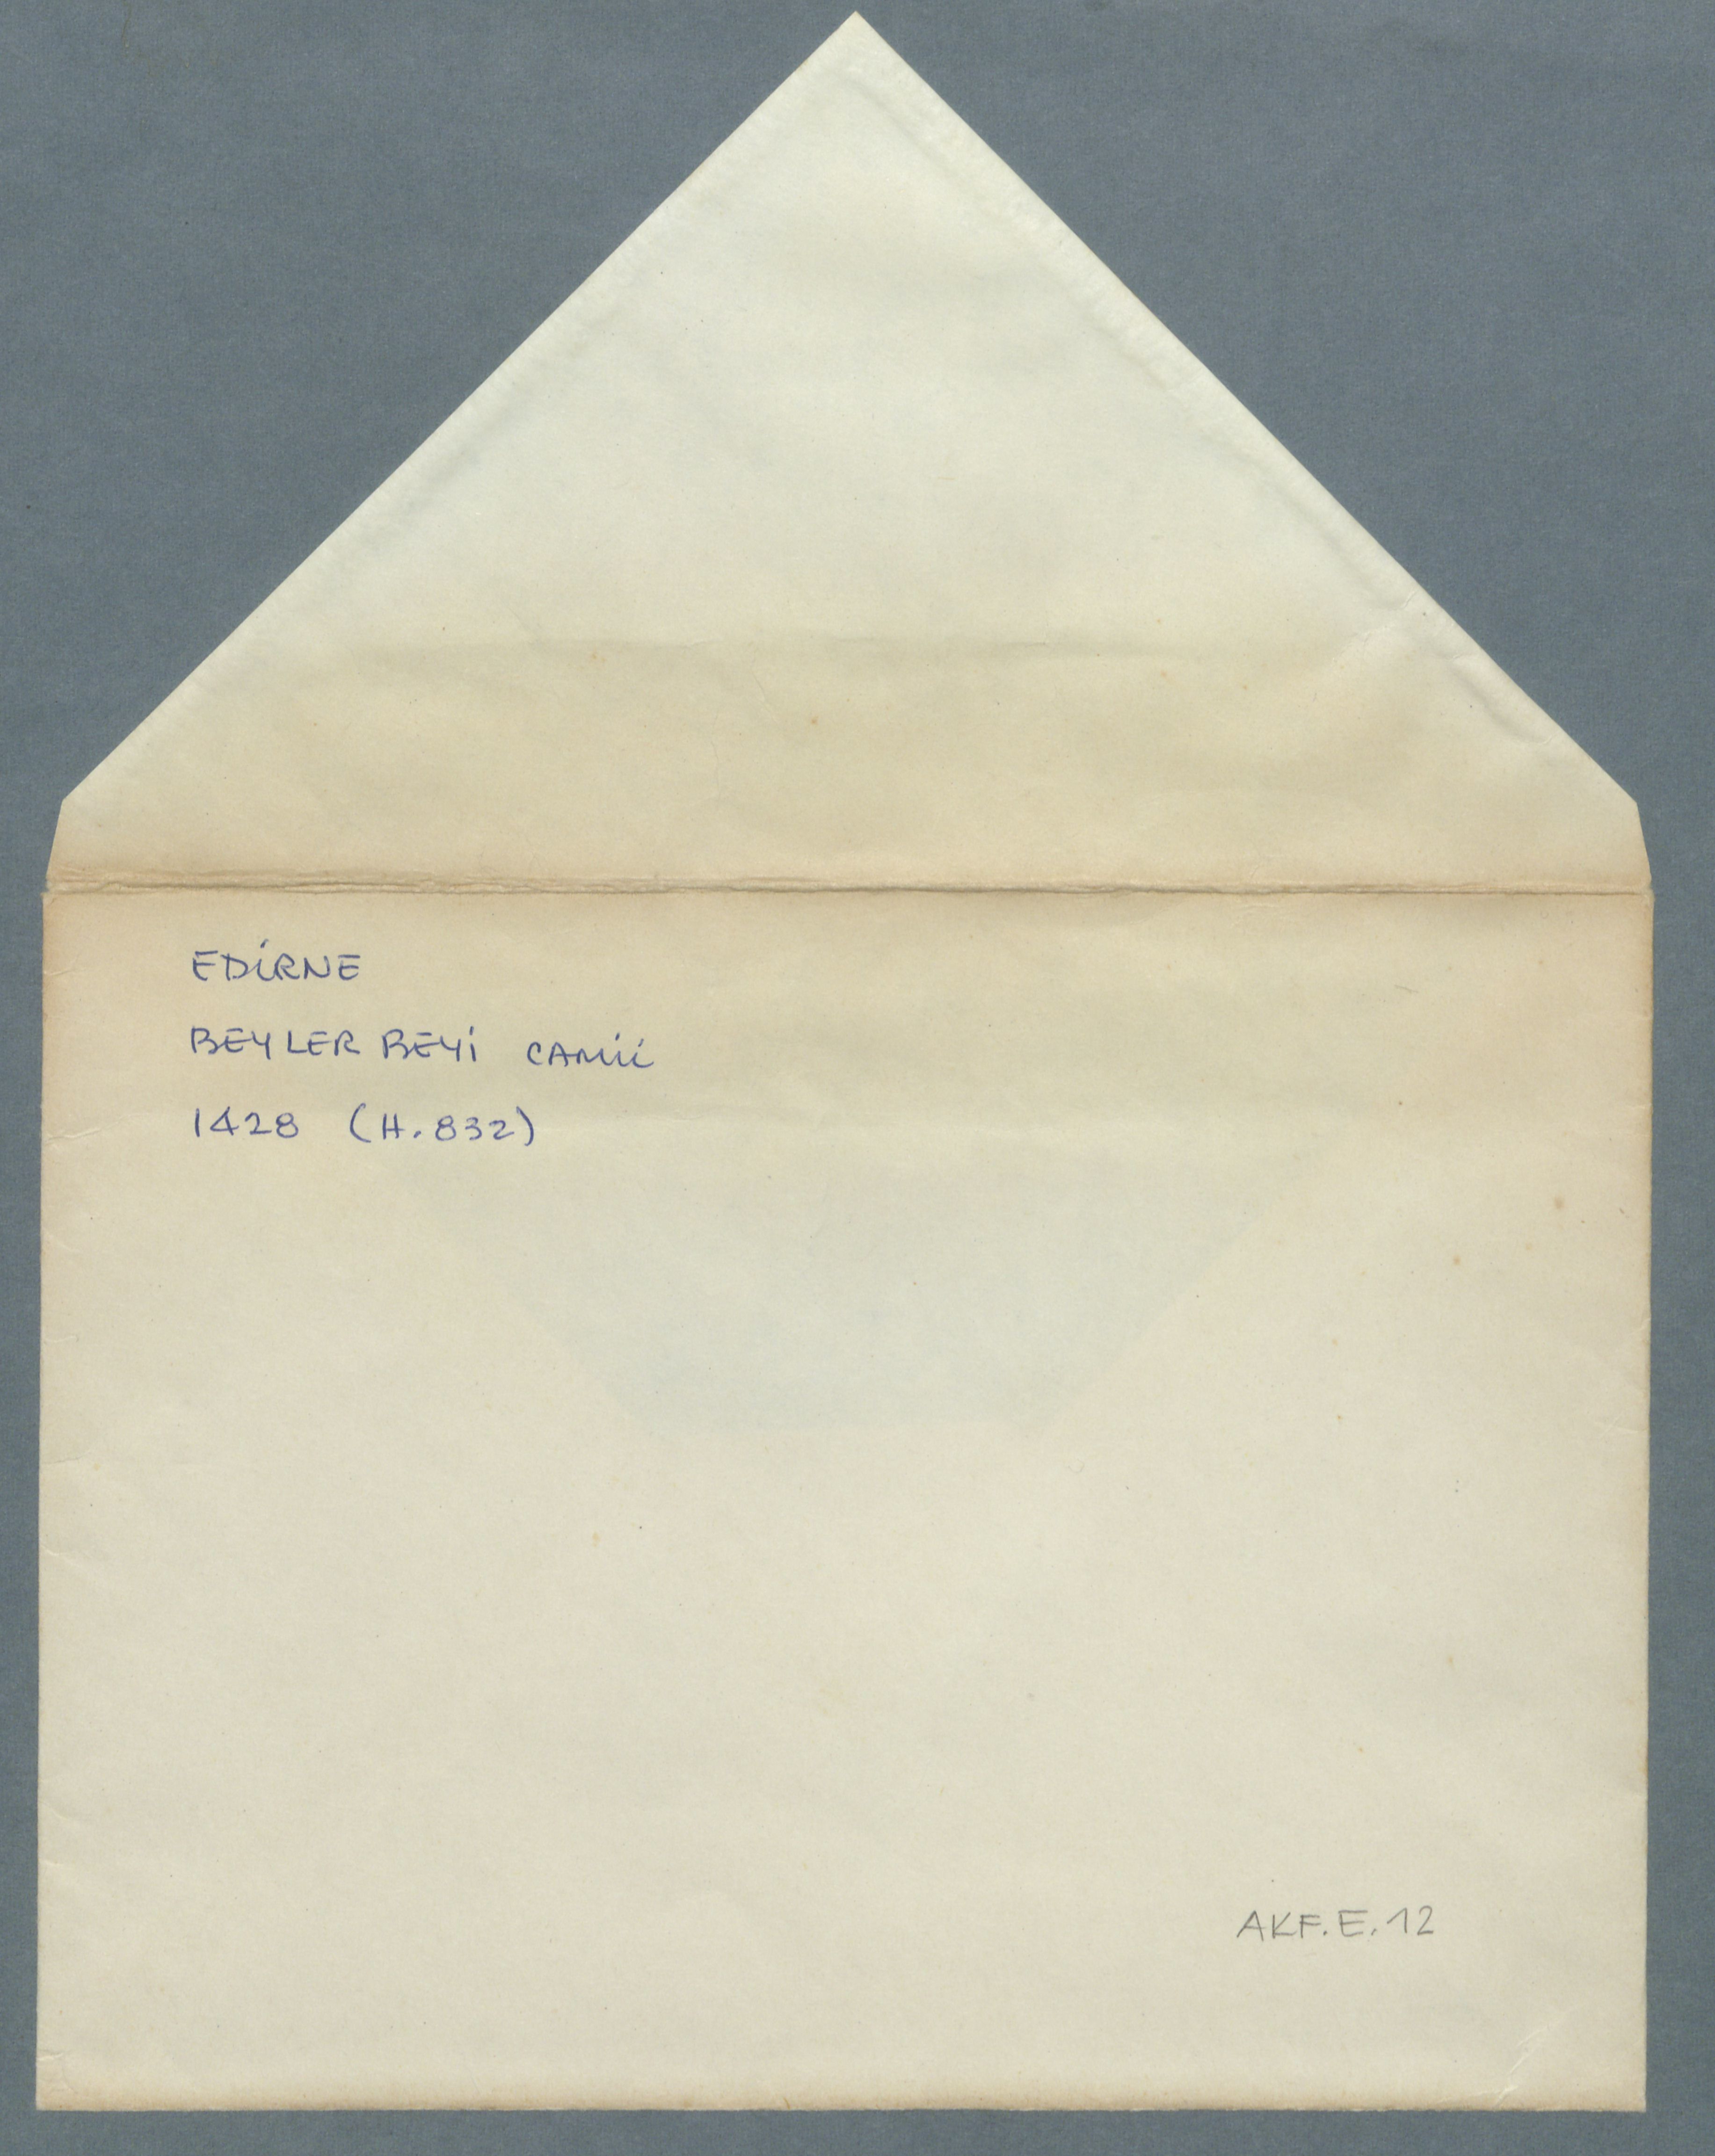 EDİRNE
BEYLER BEYİ CAMİİ
1428 (H.832)
AKF.E.12